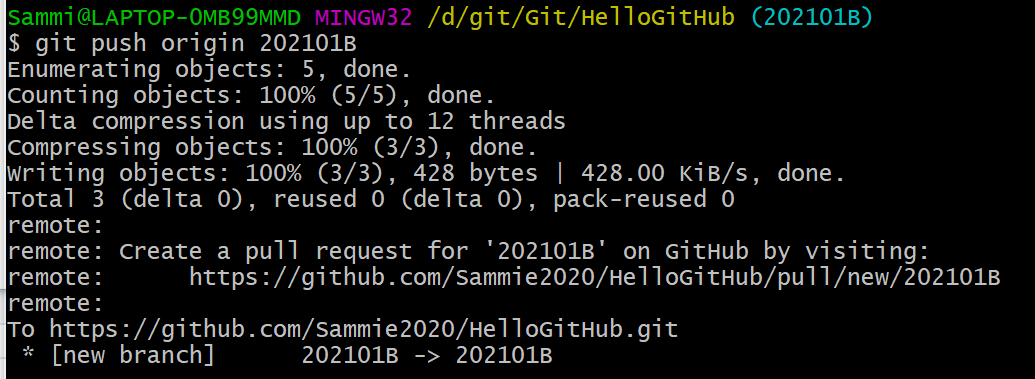 Sammi@LAPTOP-OMB99MMD MINGW32 /d/git/Git/HelloGitHub (202101B)
$ git push origin 202101B
Enumerating objects: 5, done.
Counting objects: 100% (5/5), done.
Delta compression using up to 12 threads
Compressing objects: 100% (3/3), done.
Writing objects: 100% (3/3), 428 bytes | 428.00 KiB/s, done.
Total 3 (delta 0), reused 0 (delta 0), pack-reused 0
remote:
remote: Create a pull request for '202101B' on GitHub by visiting:
remote:      https://github.com/Sammie2020/HelloGitHub/pull/new/202101B
remote:
To https://github.com/Sammie2020/HelloGitHub.git
 * [new branch]      202101B -> 202101B